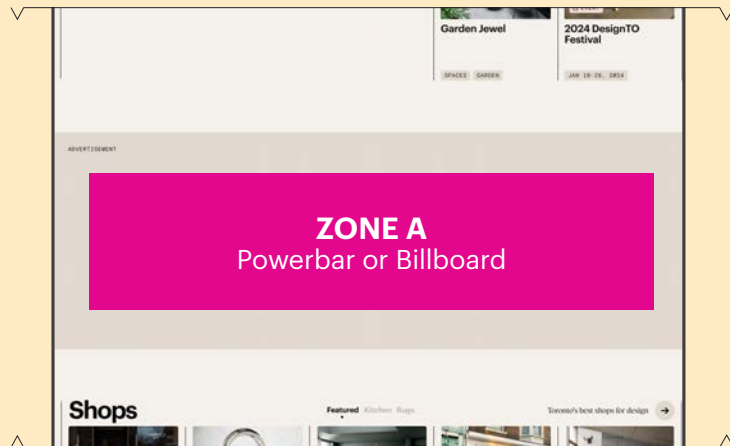 EVENT
Garden Jewel
2024 DesignTO
Festival
SPACES GARDEN
JAN 19-28, 2024
ADVERTISEMENT
ZONE A
Powerbar or Billboard
Shops
Featured Kitchen Rugs
Toronto's best shops for design